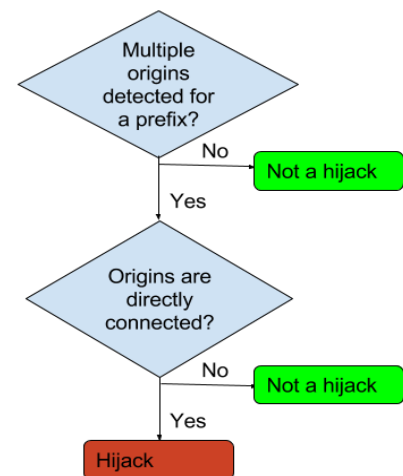 Multiple
origins
detected for
a prefix?
No
Not a hijack
Yes
Origins are
directly
connected?
No
Not a hijack
Yes
Hijack